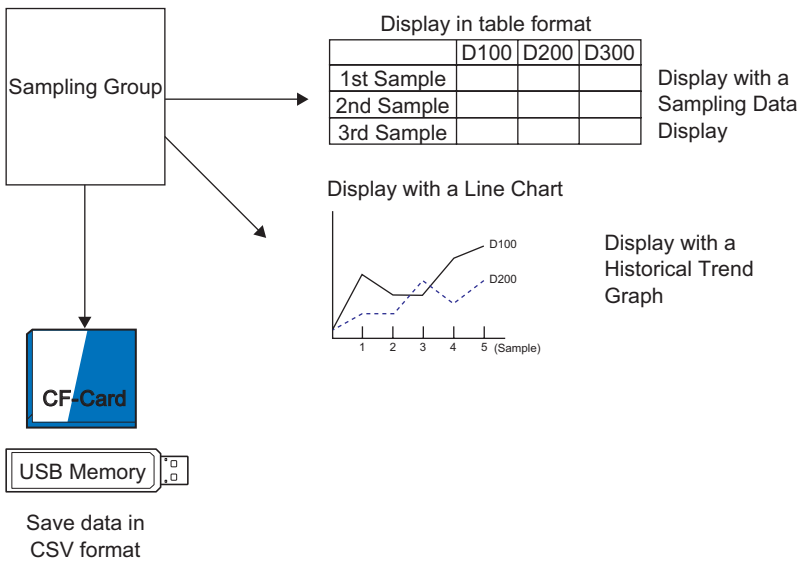 Sampling Group
Display in table format
D100 D200 D300
1st Sample
2nd Sample
3rd Sample
Display with a
Sampling Data
Display
Display with a Line Chart
D100
D200
1 2 3 4 5 (Sample)
Display with a
Historical Trend
Graph
CF-Card
USB Memory
Save data in
CSV format